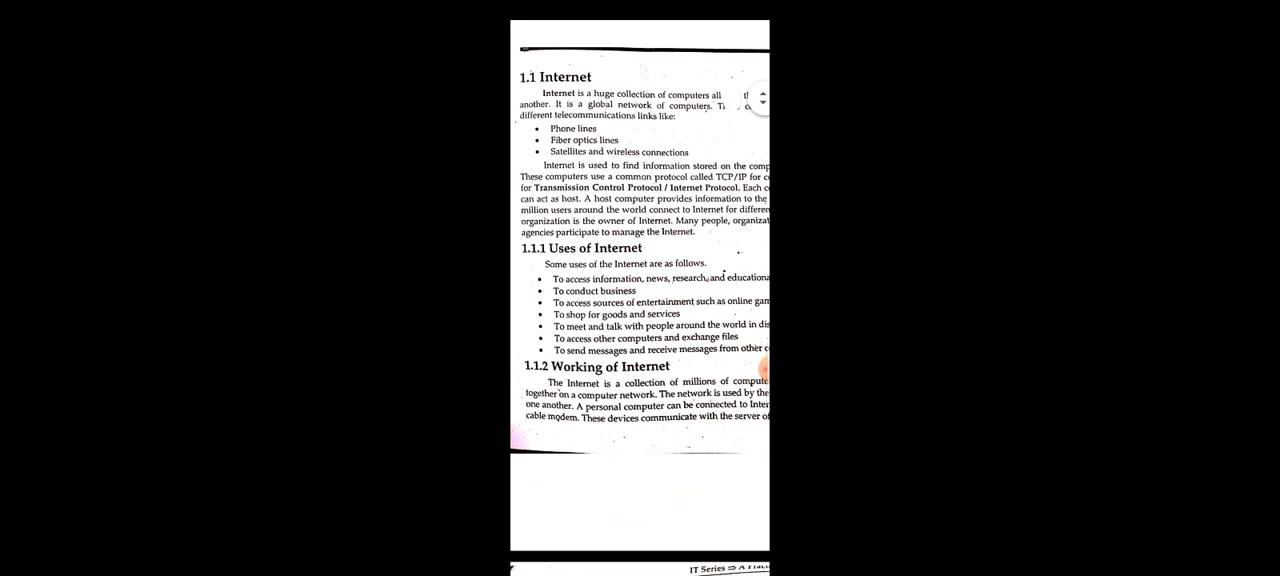 1.1 Internet
Internet is a huge collection of computers all
another. It is a global network of computers.
different telecommunications links like:
• Phone lines
• Fiber optics lines
• Satellites and wireless connections
Internet is used to find information stored on the
These computers use a common protocol called TCP/IP for
for Transmission Control Protocol / Internet Protocol. Each
can act as host. A host computer provides information to the
million users around the world connect to Internet for
organization is the owner of Internet. Many people,
agencies participate to manage the Internet.
1.1.1 Uses of Internet
Some uses of the Internet are as follows.
• To access information, news, research, and
• To conduct business
• To access sources of entertainment such as online
• To shop for goods and services
• To meet and talk with people around the world in
• To access other computers and exchange files
• To send messages and receive messages from other
1.1.2 Working of Internet
The Internet is a collection of millions of
together on a computer network. The network is used by the
one another. A personal computer can be connected to
cable modem. These devices communicate with the server
IT Series ⇒ A